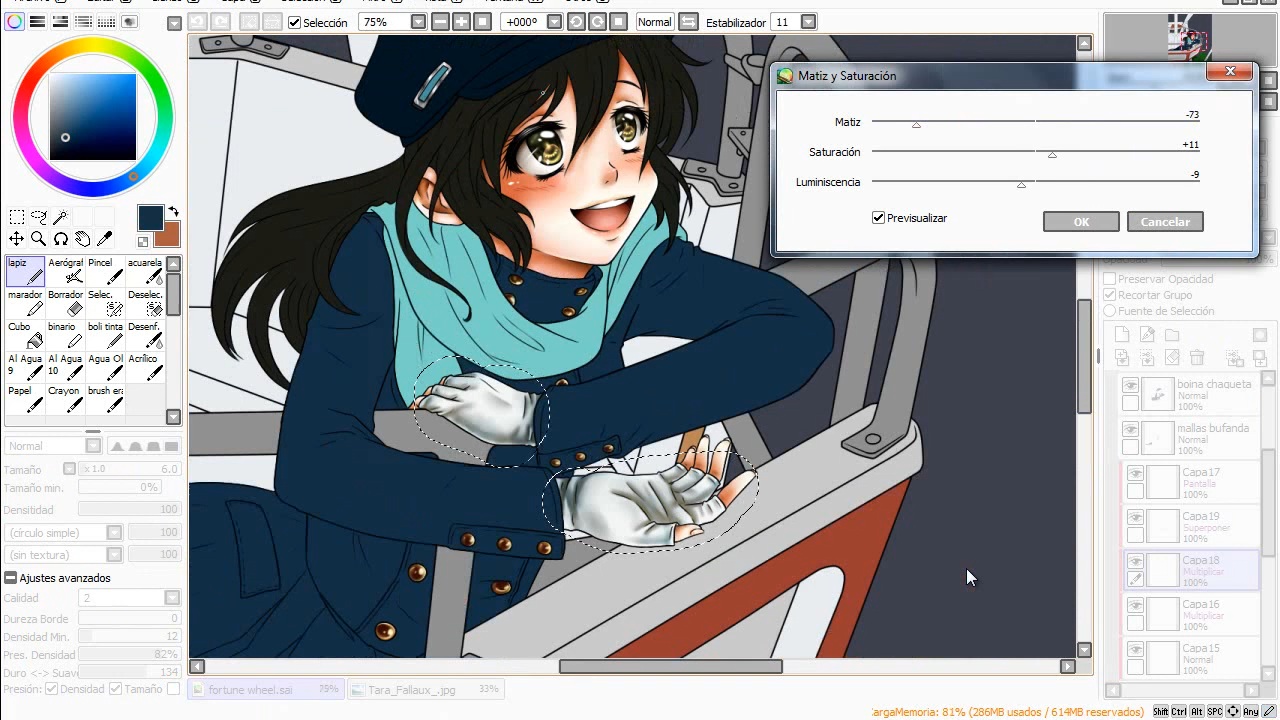 Selección
75%
+000°
Normal
Estabilizador
11
Matiz y Saturación
Matiz
-73
Saturación
+11
Luminiscencia
-9
Previsualizar
OK
Cancelar
lapiz
Aerógraf
Pincel
acuarela
marador
Borrador
Selec.
Deselec.
Cubo
binario
boli tinta
Desenf.
Al Agua 9
Al Agua 10
Agua Ol
Acrílico
Papel
Crayon
brush era
Normal
Tamaño
x 1.0
6.0
Tamaño min.
0%
Densitidad
100
(círculo simple)
100
(sin textura)
100
Ajustes avanzados
Calidad
2
Dureza Borde
0
Densidad Min.
12
Pres. Densidad
82%
Duro <-> Suave
134
Presión:
Densidad
Tamaño
Preservar Opacidad
Recortar Grupo
Fuente de Selección
boina chaqueta
Normal
100%
mallas bufanda
Normal
100%
Capa17
Pantalla
100%
Capa19
Superponer
100%
Capa18
Multiplicar
100%
Capa16
Multiplicar
100%
Capa15
Normal
100%
fortune wheel.sai
75%
Tara_Fallaux_.jpg
33%
CargaMemoria: 81% (286MB usados / 614MB reservados)
Shift Ctrl Alt SPC Any